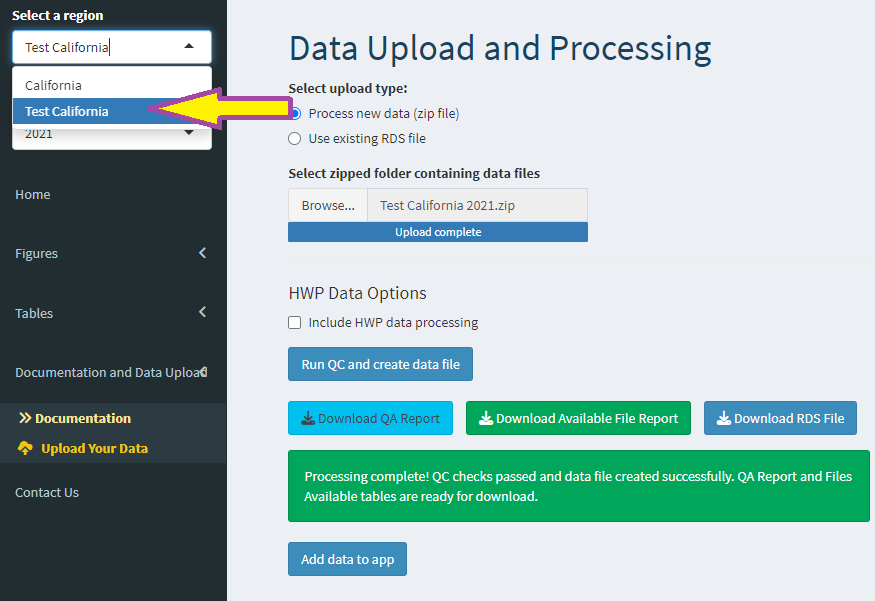 Select a region
Test California
California
Test California
2021
Home
Figures
Tables
Documentation and Data Upload
Documentation
Upload Your Data
Contact Us
Data Upload and Processing
Select upload type:
Process new data (zip file)
Use existing RDS file
Select zipped folder containing data files
Browse... Test California 2021.zip
Upload complete
HWP Data Options
Include HWP data processing
Run QC and create data file
Download QA Report Download Available File Report Download RDS File
Processing complete! QC checks passed and data file created successfully. QA Report and Files
Available tables are ready for download.
Add data to app